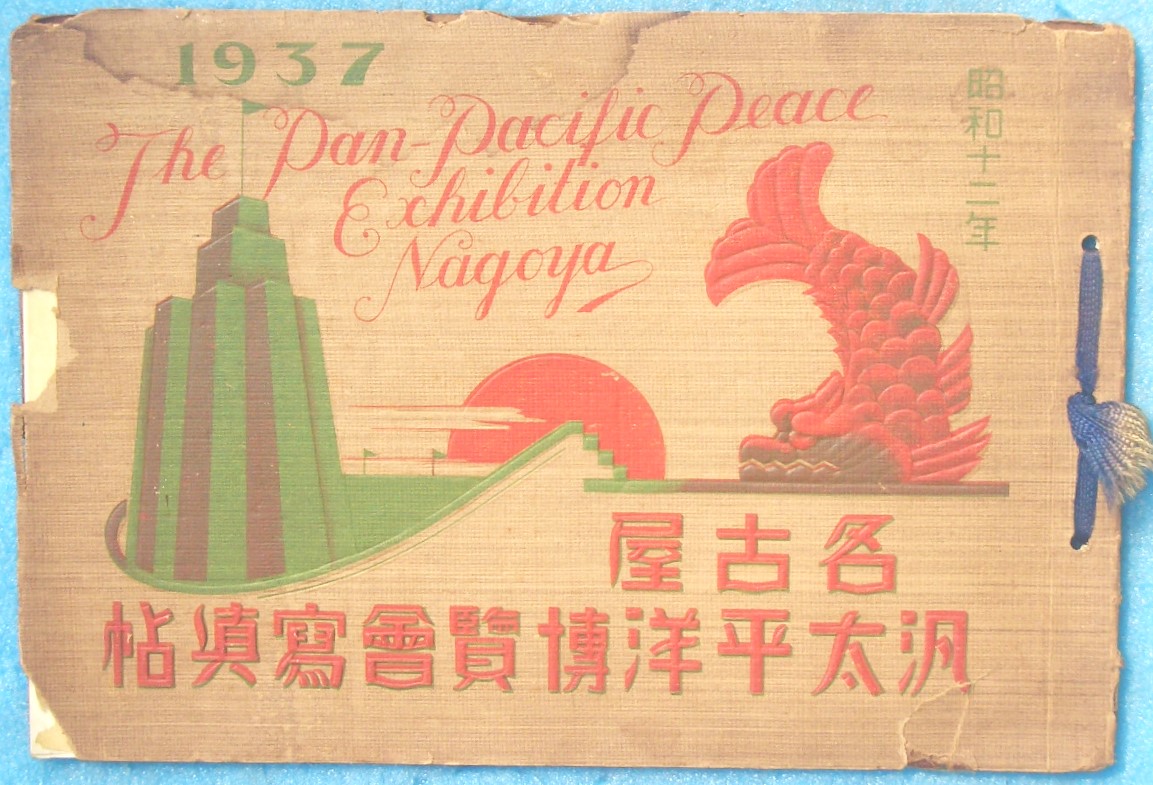 1937
The Pan-Pacific Peace
Exhibition
Nagoya
昭和十二年
名古屋
汎太平洋博覽會寫眞帖